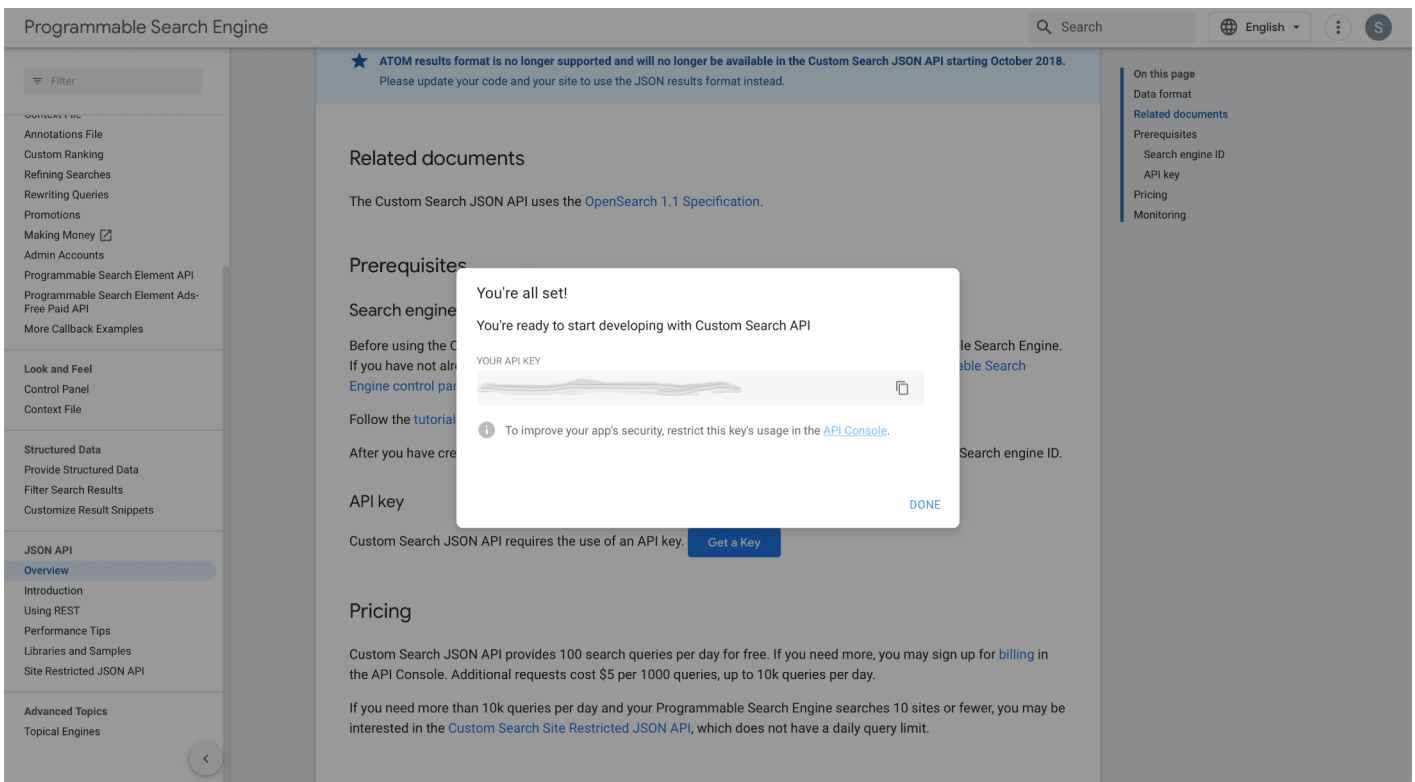 Programmable Search Engine
Search
English
S
Filter
Annotations File
Custom Ranking
Refining Searches
Rewriting Queries
Promotions
Making Money
Admin Accounts
Programmable Search Element API
Programmable Search Element Ads-
Free Paid API
More Callback Examples
Look and Feel
Control Panel
Context File
Structured Data
Provide Structured Data
Filter Search Results
Customize Result Snippets
JSON API
Overview
Introduction
Using REST
Performance Tips
Libraries and Samples
Site Restricted JSON API
Advanced Topics
Topical Engines
ATOM results format is no longer supported and will no longer be available in the Custom Search JSON API starting October 2018.
Please update your code and your site to use the JSON results format instead.
Related documents
The Custom Search JSON API uses the OpenSearch 1.1 Specification.
Prerequisites
Search engine
Before using the le Search Engine.
If you have not able Search
Engine control
Follow the tutorial
After you have Search engine ID.
API key
Custom Search JSON API requires the use of an API key. Get a Key
Pricing
Custom Search JSON API provides 100 search queries per day for free. If you need more, you may sign up for billing in
the API Console. Additional requests cost $5 per 1000 queries, up to 10k queries per day.
If you need more than 10k queries per day and your Programmable Search Engine searches 10 sites or fewer, you may be
interested in the Custom Search Site Restricted JSON API, which does not have a daily query limit.
You're all set!
You're ready to start developing with Custom Search API
YOUR API KEY
To improve your app's security, restrict this key's usage in the API Console.
DONE
On this page
Data format
Related documents
Prerequisites
Search engine ID
API key
Pricing
Monitoring